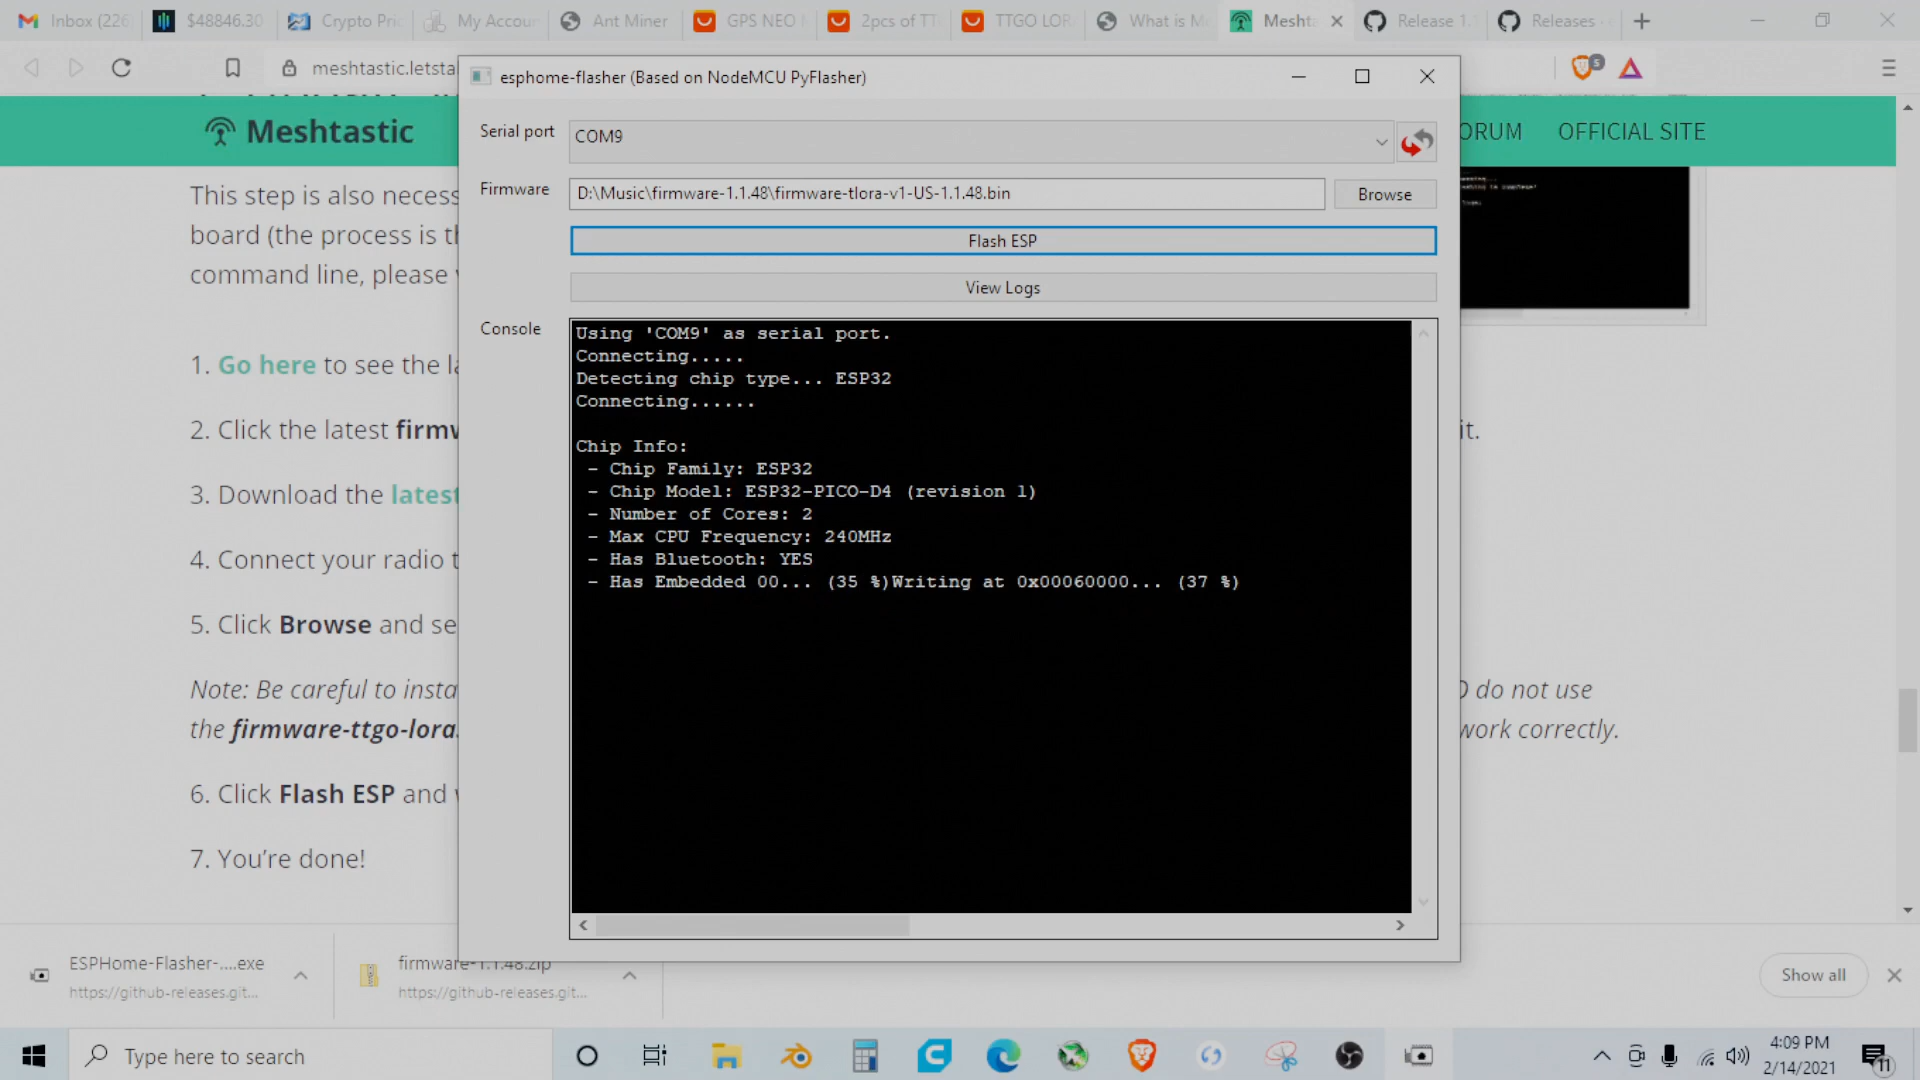 Inbox (226
$48846.30
Crypto Pric
My Accoun
Ant Miner
GPS NEO
2pcs of TT
TTGO LOR
What is M
Meshta
Release 1.
Releases
meshtastic.letsta
5
esphome-flasher (Based on NodeMCU PyFlasher)
Meshtastic
ORUM
OFFICIAL SITE
Serial port
COM9
Firmware
D:\Music\firmware-1.1.48\firmware-tlora-v1-US-1.1.48.bin
Browse
Flash ESP
View Logs
Console
Using 'COM9' as serial port.
Connecting.....
Detecting chip type... ESP32
Connecting......
Chip Info:
- Chip Family: ESP32
- Chip Model: ESP32-PICO-D4 (revision 1)
- Number of Cores: 2
- Max CPU Frequency: 240MHz
- Has Bluetooth: YES
- Has Embedded 00... (35 %)Writing at 0x00060000... (37 %)
This step is also necess
board (the process is th
command line, please
1. Go here to see the la
2. Click the latest firmw
it.
3. Download the latest
4. Connect your radio t
5. Click Browse and se
Note: Be careful to insta
do not use
the firmware-ttgo-lora.
work correctly.
6. Click Flash ESP and
7. You're done!
ESPHome-Flasher-....exe
https://github-releases.git...
firmware-1.1.48.zip
https://github-releases.git...
Show all
Type here to search
4:09 PM
2/14/2021
11